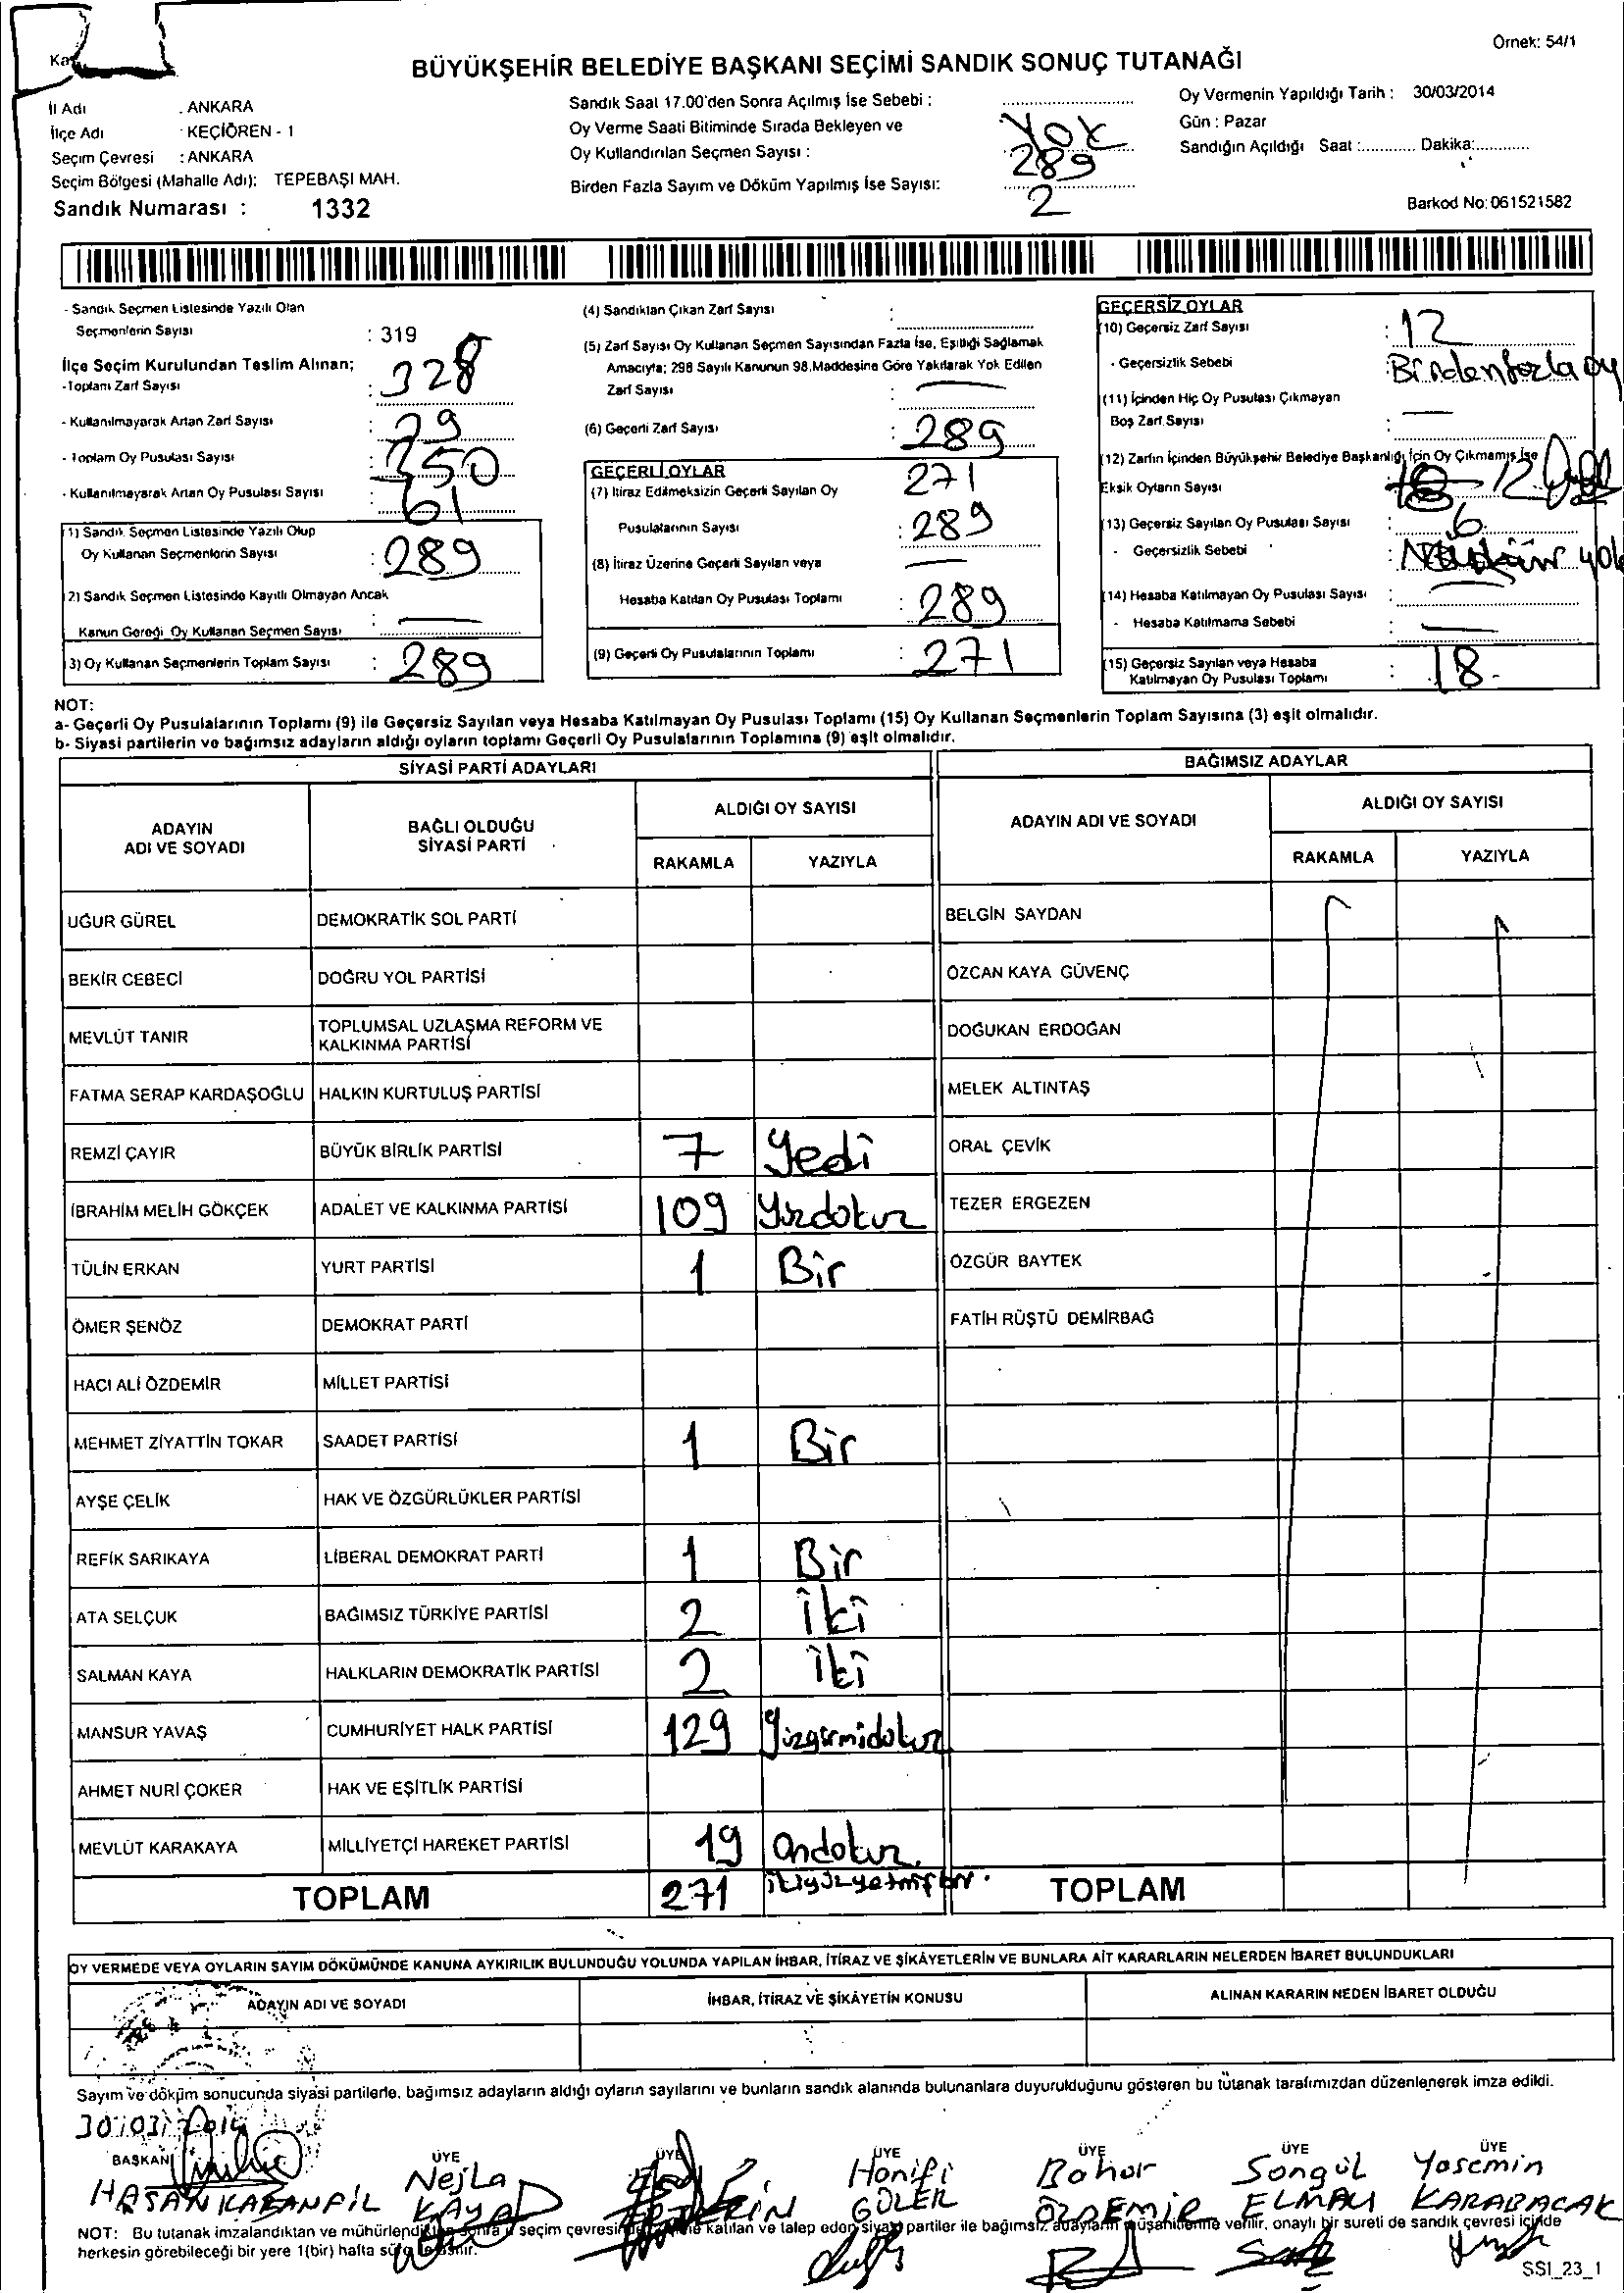 Örnek: 54/1
BÜYÜKŞEHİR BELEDİYE BAŞKANI SEÇİMİ SANDIK SONUÇ TUTANAĞI
İl Adı : ANKARA
İlçe Adı : KEÇİÖREN - 1
Seçim Çevresi : ANKARA
Seçim Bölgesi (Mahalle Adı): TEPEBAŞI MAH.
Sandık Numarası : 1332
Sandık Saat 17.00'den Sonra Açılmış İse Sebebi :
Oy Verme Saati Bitiminde Sırada Bekleyen ve Yok
Oy Kullandırılan Seçmen Sayısı : 289
Birden Fazla Sayım ve Döküm Yapılmış İse Sayısı: 2
Oy Vermenin Yapıldığı Tarih : 30/03/2014
Gün : Pazar
Sandığın Açıldığı Saat :............ Dakika:............
Barkod No: 061521582
- Sandık Seçmen Listesinde Yazılı Olan
Seçmenlerin Sayısı : 319
İlçe Seçim Kurulundan Teslim Alınan;
- Toplam Zarf Sayısı : 328
- Kullanılmayarak Artan Zarf Sayısı : 39
- Toplam Oy Pusulası Sayısı : 350
- Kullanılmayarak Artan Oy Pusulası Sayısı : 61
(1) Sandık Seçmen Listesinde Yazılı Olup
Oy Kullanan Seçmenlerin Sayısı : 289
(2) Sandık Seçmen Listesinde Kayıtlı Olmayan Ancak
Kanun Gereği Oy Kullanan Seçmen Sayısı : —
(3) Oy Kullanan Seçmenlerin Toplam Sayısı : 289
(4) Sandıktan Çıkan Zarf Sayısı :
(5) Zarf Sayısı Oy Kullanan Seçmen Sayısından Fazla İse, Eşitliği Sağlamak
Amacıyla; 298 Sayılı Kanunun 98.Maddesine Göre Yakılarak Yok Edilen
Zarf Sayısı : —
(6) Geçerli Zarf Sayısı : 289
GEÇERLİ OYLAR
(7) İtiraz Edilmeksizin Geçerli Sayılan Oy 271
Pusulalarının Sayısı : 289
(8) İtiraz Üzerine Geçerli Sayılan veya —
Hesaba Katılan Oy Pusulası Toplamı : 289
(9) Geçerli Oy Pusulalarının Toplamı : 271
GEÇERSİZ OYLAR
(10) Geçersiz Zarf Sayısı : 12
- Geçersizlik Sebebi : Birden fazla oy
(11) İçinden Hiç Oy Pusulası Çıkmayan
Boş Zarf Sayısı : —
(12) Zarfın İçinden Büyükşehir Belediye Başkanlığı İçin Oy Çıkmamış İse
Eksik Oyların Sayısı : 12
(13) Geçersiz Sayılan Oy Pusulası Sayısı : 6
- Geçersizlik Sebebi : Mühür yok
(14) Hesaba Katılmayan Oy Pusulası Sayısı : —
- Hesaba Katılmama Sebebi : —
(15) Geçersiz Sayılan veya Hesaba
Katılmayan Oy Pusulası Toplamı : 18
NOT:
a- Geçerli Oy Pusulalarının Toplamı (9) ile Geçersiz Sayılan veya Hesaba Katılmayan Oy Pusulası Toplamı (15) Oy Kullanan Seçmenlerin Toplam Sayısına (3) eşit olmalıdır.
b- Siyasi partilerin ve bağımsız adayların aldığı oyların toplamı Geçerli Oy Pusulalarının Toplamına (9) eşit olmalıdır.
SİYASİ PARTİ ADAYLARI
ADAYIN
ADI VE SOYADI
BAĞLI OLDUĞU
SİYASİ PARTİ
ALDIĞI OY SAYISI
RAKAMLA YAZIYLA
UĞUR GÜREL DEMOKRATİK SOL PARTİ
BEKİR CEBECİ DOĞRU YOL PARTİSİ
MEVLÜT TANIR TOPLUMSAL UZLAŞMA REFORM VE
KALKINMA PARTİSİ
FATMA SERAP KARDAŞOĞLU HALKIN KURTULUŞ PARTİSİ
REMZİ ÇAYIR BÜYÜK BİRLİK PARTİSİ 7 Yedi
İBRAHİM MELİH GÖKÇEK ADALET VE KALKINMA PARTİSİ 109 Yüzdokuz
TÜLİN ERKAN YURT PARTİSİ 1 Bir
ÖMER ŞENÖZ DEMOKRAT PARTİ
HACI ALİ ÖZDEMİR MİLLET PARTİSİ
MEHMET ZİYATTİN TOKAR SAADET PARTİSİ 1 Bir
AYŞE ÇELİK HAK VE ÖZGÜRLÜKLER PARTİSİ
REFİK SARIKAYA LİBERAL DEMOKRAT PARTİ 1 Bir
ATA SELÇUK BAĞIMSIZ TÜRKİYE PARTİSİ 2 iki
SALMAN KAYA HALKLARIN DEMOKRATİK PARTİSİ 2 iki
MANSUR YAVAŞ CUMHURİYET HALK PARTİSİ 129 yüzyirmidokuz
AHMET NURİ ÇOKER HAK VE EŞİTLİK PARTİSİ
MEVLÜT KARAKAYA MİLLİYETÇİ HAREKET PARTİSİ 19 Ondokuz
TOPLAM 271 ikiyüzyetmişbir.
BAĞIMSIZ ADAYLAR
ADAYIN ADI VE SOYADI
ALDIĞI OY SAYISI
RAKAMLA YAZIYLA
BELGİN SAYDAN
ÖZCAN KAYA GÜVENÇ
DOĞUKAN ERDOĞAN
MELEK ALTINTAŞ
ORAL ÇEVİK
TEZER ERGEZEN
ÖZGÜR BAYTEK
FATİH RÜŞTÜ DEMİRBAĞ
TOPLAM
OY VERMEDE VEYA OYLARIN SAYIM DÖKÜMÜNDE KANUNA AYKIRILIK BULUNDUĞU YOLUNDA YAPILAN İHBAR, İTİRAZ VE ŞİKÂYETLERİN VE BUNLARA AİT KARARLARIN NELERDEN İBARET BULUNDUKLARI
ADAYIN ADI VE SOYADI İHBAR, İTİRAZ VE ŞİKÂYETİN KONUSU ALINAN KARARIN NEDEN İBARET OLDUĞU
Sayım ve döküm sonucunda siyasi partilerle, bağımsız adayların aldığı oyların sayılarını ve bunların sandık alanında bulunanlara duyurulduğunu gösteren bu tutanak tarafımızdan düzenlenerek imza edildi.
30/03/2014
BAŞKAN ÜYE ÜYE ÜYE ÜYE ÜYE ÜYE
HASAN KABANFİL Nejla KAYA Hanifi GÜLER Bahar ÖZDEMİR Songül ELMALI Yasemin KARABACAK
NOT: Bu tutanak imzalandıktan ve mühürlendikten sonra seçim çevresinde katılan ve talep eden siyasi partiler ile bağımsız adayların müşahitlerine verilir, onaylı bir sureti de sandık çevresi içinde
herkesin görebileceği bir yere 1(bir) hafta süre ile asılır.
SSI_23_1